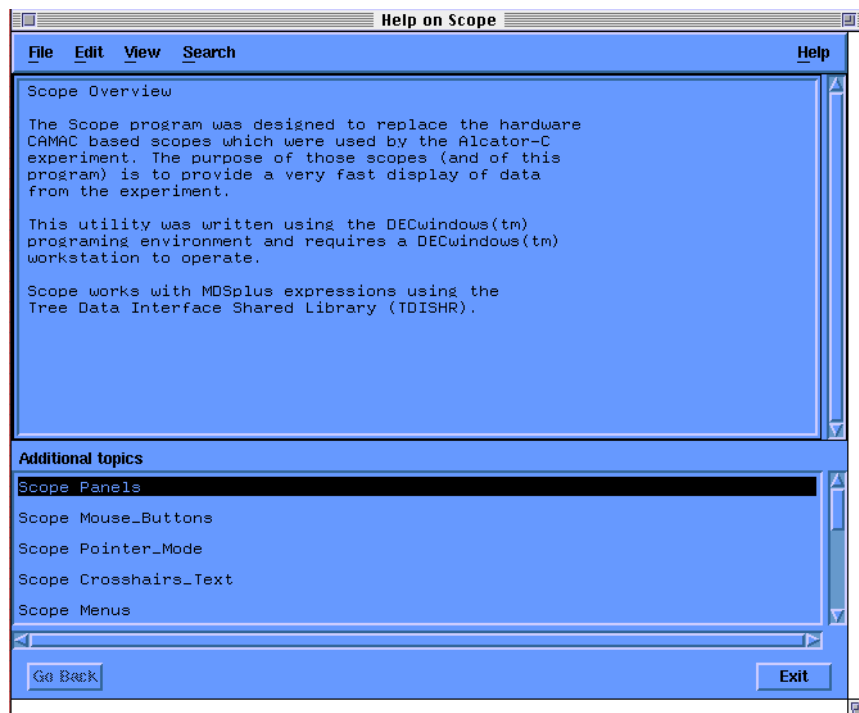 Help on Scope
File Edit View Search Help
Scope Overview
The Scope program was designed to replace the hardware
CAMAC based scopes which were used by the Alcator-C
experiment. The purpose of those scopes (and of this
program) is to provide a very fast display of data
from the experiment.
This utility was written using the DECwindows(tm)
programing environment and requires a DECwindows(tm)
workstation to operate.
Scope works with MDSplus expressions using the
Tree Data Interface Shared Library (TDISHR).
Additional topics
Scope Panels
Scope Mouse_Buttons
Scope Pointer_Mode
Scope Crosshairs_Text
Scope Menus
Go Back Exit